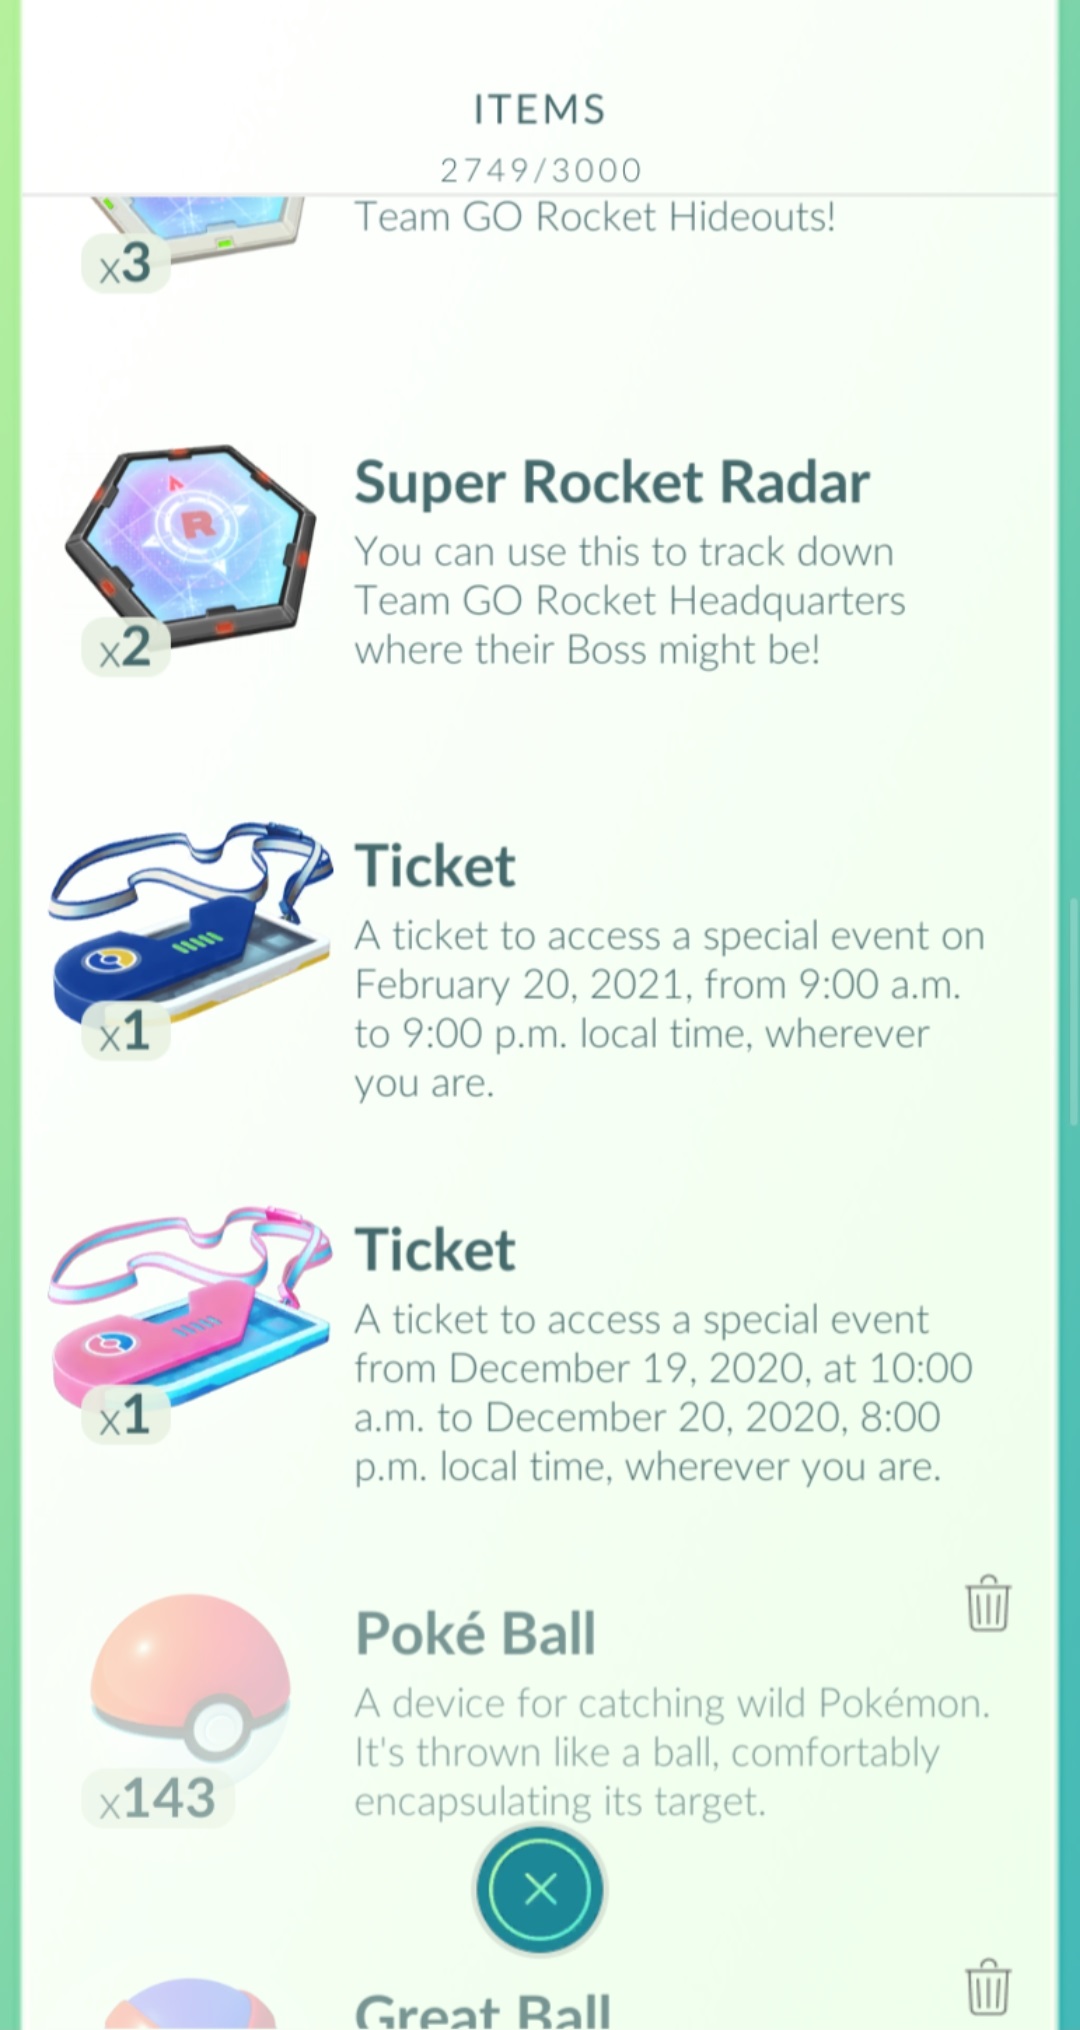 ITEMS
2749/3000
Team GO Rocket Hideouts!
x3
Super Rocket Radar
You can use this to track down
Team GO Rocket Headquarters
where their Boss might be!
R
x2
Ticket
A ticket to access a special event on
February 20, 2021, from 9:00 a.m.
to 9:00 p.m. local time, wherever
you are.
x1
Ticket
A ticket to access a special event
from December 19, 2020, at 10:00
a.m. to December 20, 2020, 8:00
p.m. local time, wherever you are.
x1
Poké Ball
A device for catching wild Pokémon.
It's thrown like a ball, comfortably
encapsulating its target.
x143
Great Ball